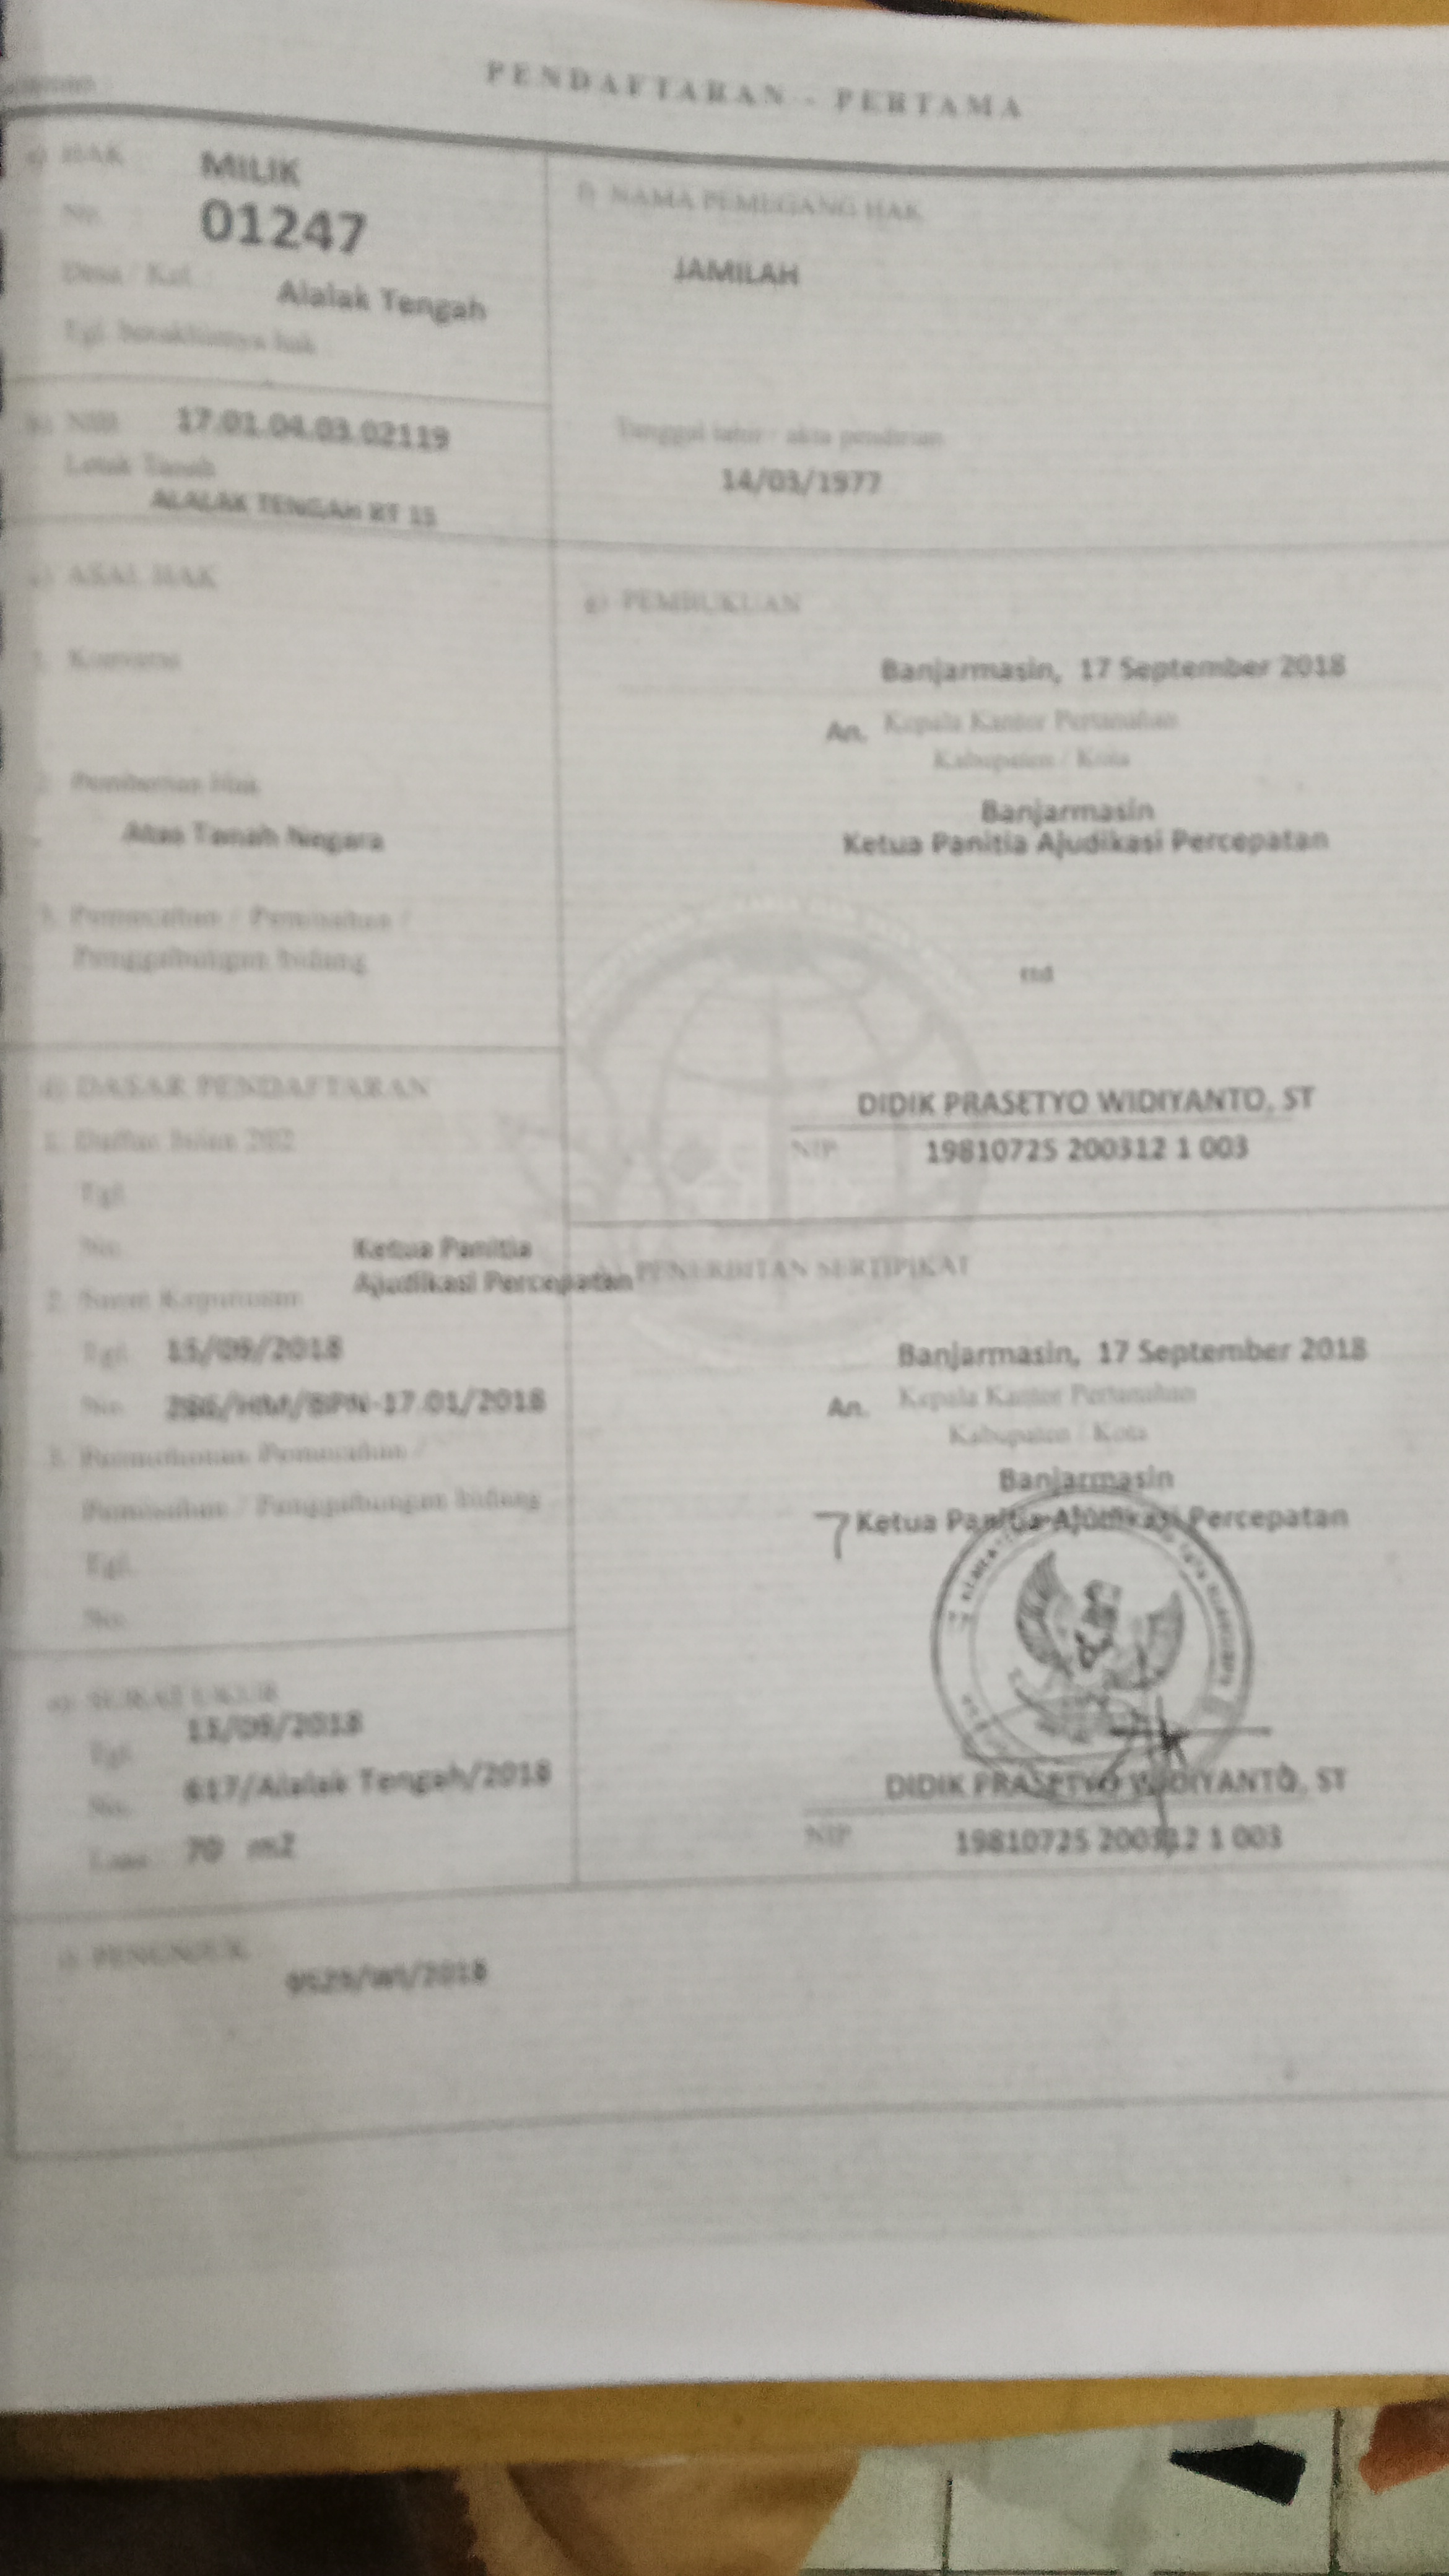 PENDAFTARAN - PERTAMA
a) HAK : MILIK
No. : 01247
Desa / Kel. : Alalak Tengah
Tgl. berakhirnya hak
b) NIB 17.01.04.03.02119
Letak Tanah
ALALAK TENGAH RT 15
c) ASAL HAK
1. Konversi
2. Pemberian Hak
Atas Tanah Negara
3. Pemecahan / Pemisahan /
Penggabungan bidang
d) DASAR PENDAFTARAN
1. Daftar Isian 202
Tgl.
No.
Ketua Panitia
Ajudikasi Percepatan
2. Surat Keputusan
Tgl. 15/09/2018
No. /HM/BPN-17.01/2018
3. Permohonan Pemecahan /
Pemisahan / Penggabungan bidang
Tgl.
No.
e) SURAT UKUR
Tgl. 13/09/2018
No. 617/Alalak Tengah/2018
Luas 70 m2
f) NAMA PEMEGANG HAK
JAMILAH
Tanggal lahir / akta pendirian
14/03/1977
g) PEMBUKUAN
Banjarmasin, 17 September 2018
An. Kepala Kantor Pertanahan
Kabupaten / Kota
Banjarmasin
Ketua Panitia Ajudikasi Percepatan
ttd
DIDIK PRASETYO WIDIYANTO, ST
NIP. 19810725 200312 1 003
PENERBITAN SERTIPIKAT
Banjarmasin, 17 September 2018
An. Kepala Kantor Pertanahan
Kabupaten / Kota
Banjarmasin
Ketua Panitia Ajudikasi Percepatan
DIDIK PRASETYO WIDIYANTO, ST
NIP. 19810725 200312 1 003
i) PENUNJUK